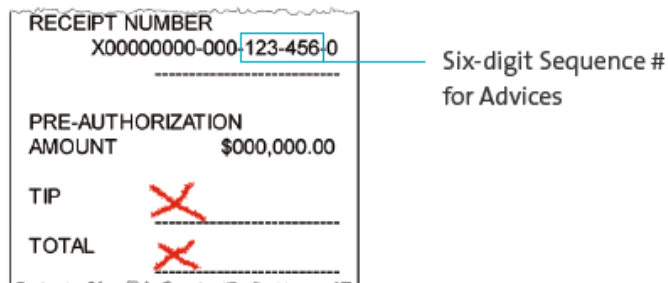 RECEIPT NUMBER
X00000000-000-123-456-0
Six-digit Sequence #
for Advices
PRE-AUTHORIZATION
AMOUNT $000,000.00
TIP
TOTAL